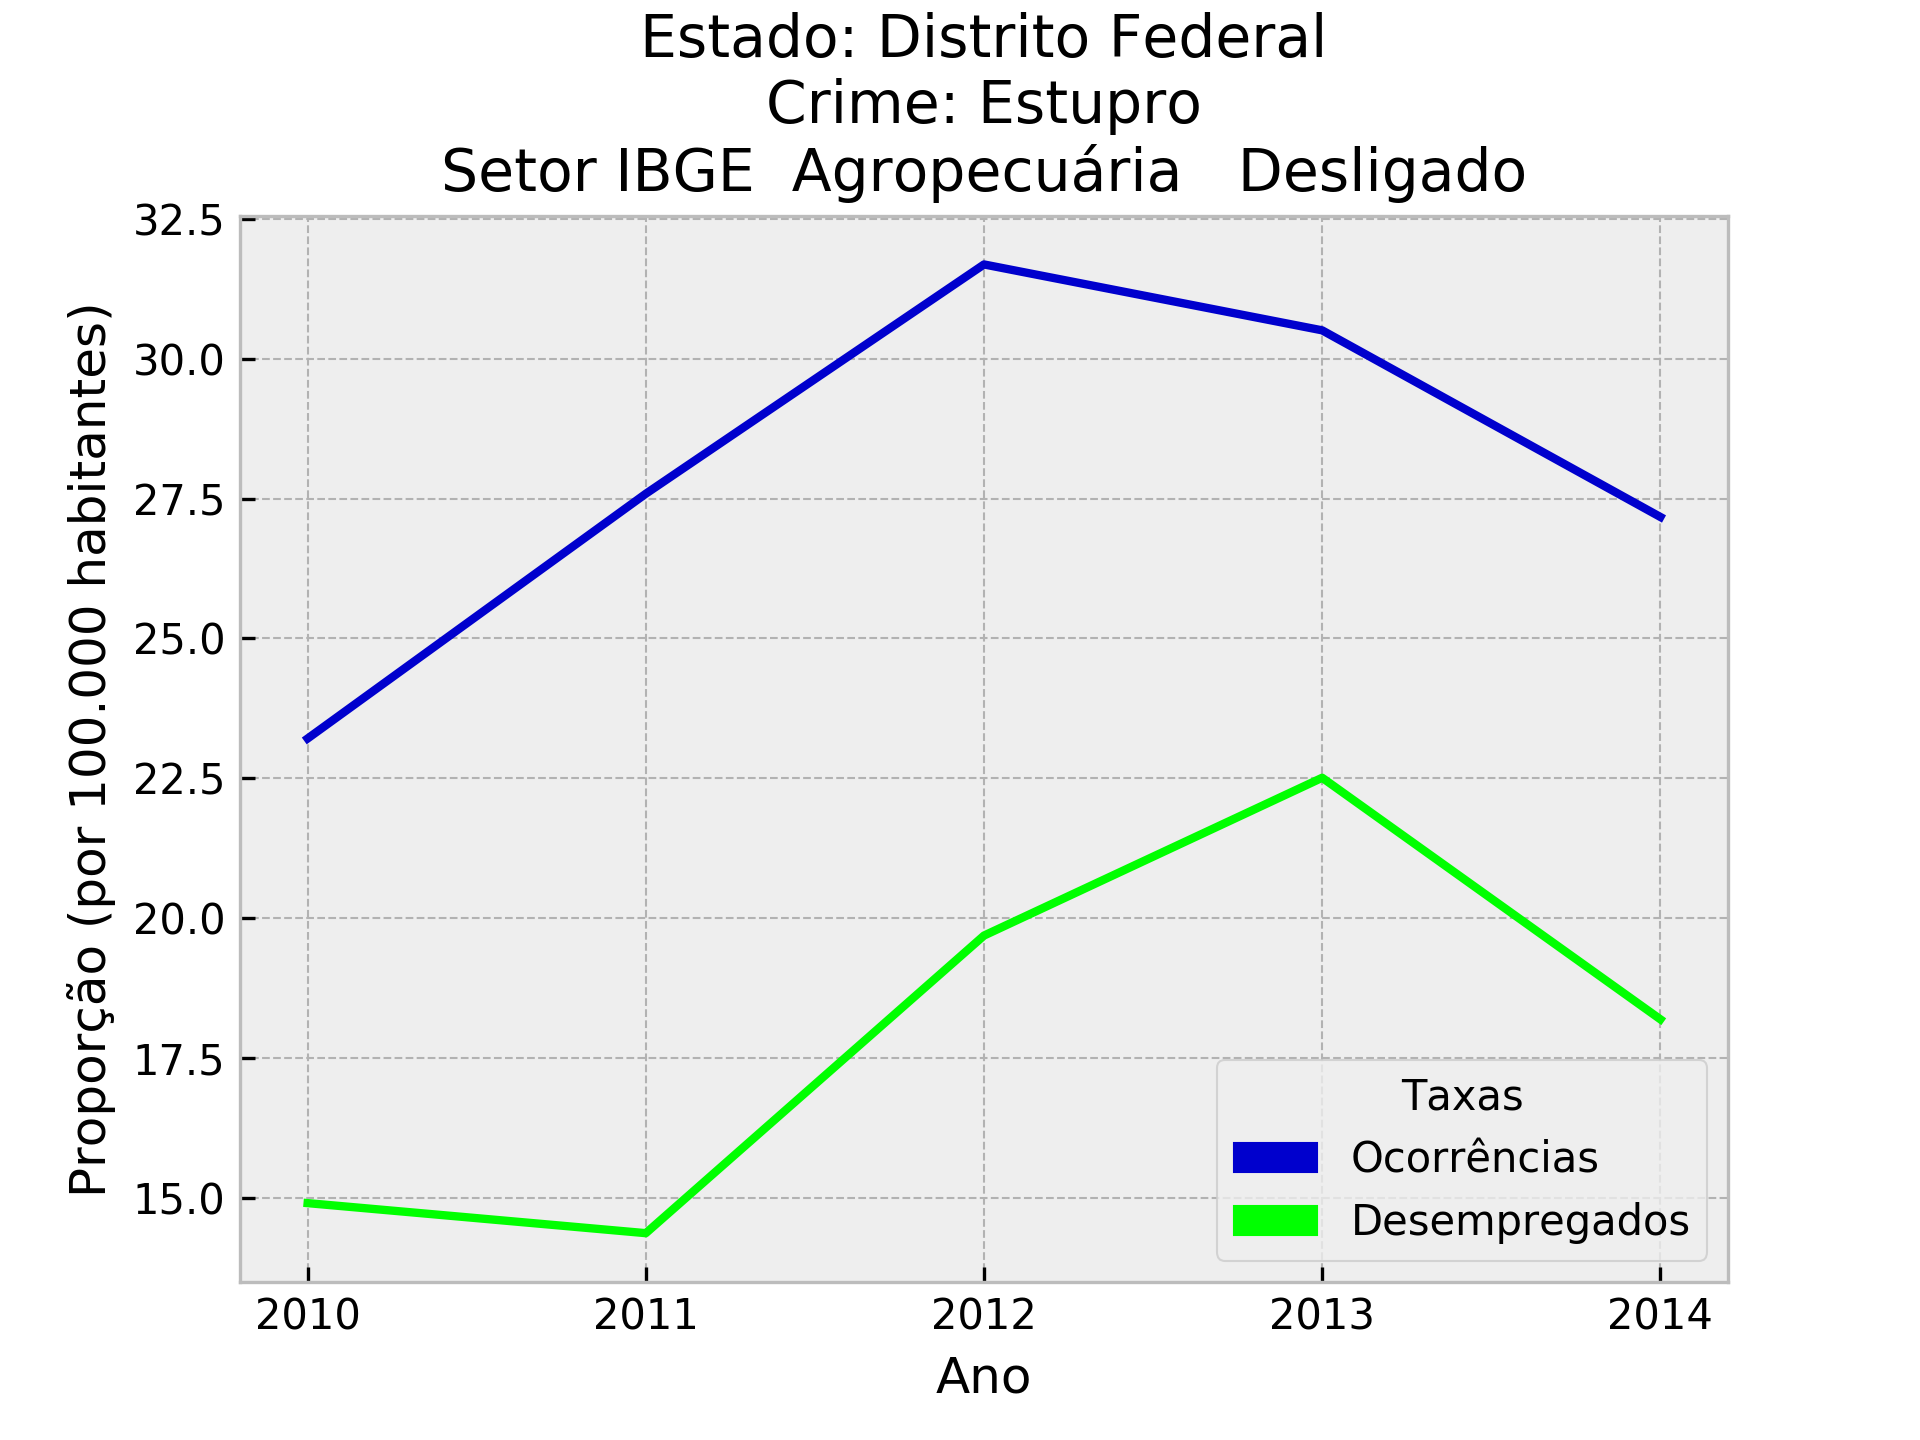 Estado: Distrito Federal
Crime: Estupro
Setor IBGE  Agropecuária   Desligado
Proporção (por 100.000 habitantes)
32.5
30.0
27.5
25.0
22.5
20.0
17.5
15.0
Taxas
Ocorrências
Desempregados
2010 2011 2012 2013 2014
Ano